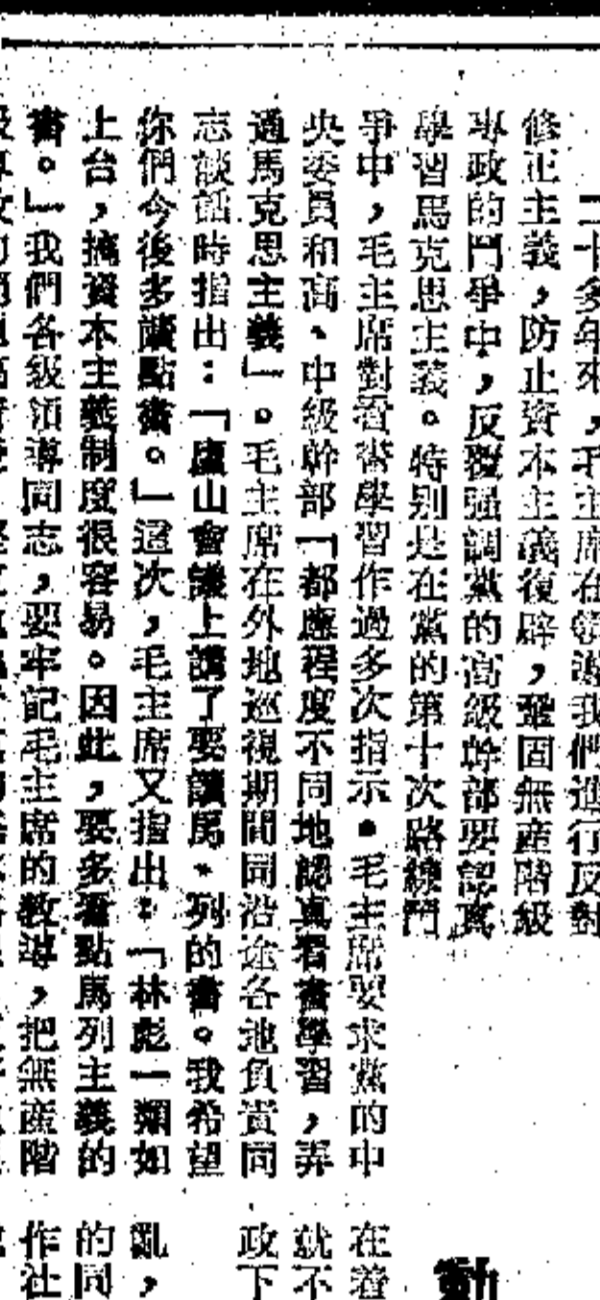 二十多年來，毛主席在領導我們進行反對
修正主義，防止資本主義復辟，鞏固無產階級
專政的鬥爭中，反覆强調黨的高級幹部要認真
學習馬克思主義。特别是在黨的第十次路綫鬥
爭中，毛主席對看書學習作過多次指示。毛主席要求黨的中
央委員和高、中級幹部「都應程度不同地認真看書學習，弄
通馬克思主義」。毛主席在外地巡視期間同沿途各地負責同
志談話時指出：「廬山會議上講了要讀馬、列的書。我希望
你們今後多讀點書。」這次，毛主席又指出：「林彪一類如
上台，搞資本主義制度很容易。因此，要多看點馬列主義的
書。」我們各級領導同志，要牢記毛主席的教導，把無產階
動
在着
就不
政下
亂，
的同
作社